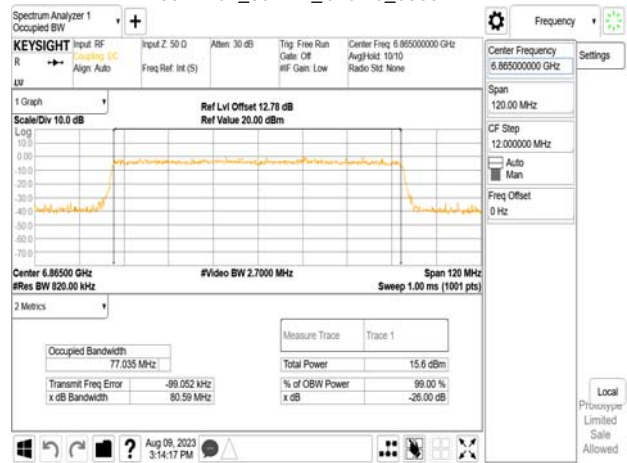 Spectrum Analyzer 1
Occupied BW
Frequency
KEYSIGHT
R
Input: RF
Coupling: DC
Align: Auto
Input Z: 50 Ω
Freq Ref: Int (S)
Atten: 30 dB
Trig: Free Run
Gate: Off
#IF Gain: Low
Center Freq: 6.865000000 GHz
Avg|Hold: 10/10
Radio Std: None
Center Frequency
6.865000000 GHz
Settings
Span
120.00 MHz
CF Step
12.000000 MHz
Auto
Man
Freq Offset
0 Hz
1 Graph
Scale/Div 10.0 dB
Ref Lvl Offset 12.78 dB
Ref Value 20.00 dBm
Log
10.0
0.00
-10.0
-20.0
-30.0
-40.0
-50.0
-60.0
-70.0
Center 6.86500 GHz
#Res BW 820.00 kHz
#Video BW 2.7000 MHz
Span 120 MHz
Sweep 1.00 ms (1001 pts)
2 Metrics
Measure Trace Trace 1
Occupied Bandwidth
77.035 MHz
Total Power 15.6 dBm
Transmit Freq Error -99.052 kHz
% of OBW Power 99.00 %
x dB Bandwidth 80.59 MHz
x dB -26.00 dB
Local
Prototype
Limited
Sale
Allowed
Aug 09, 2023
3:14:17 PM